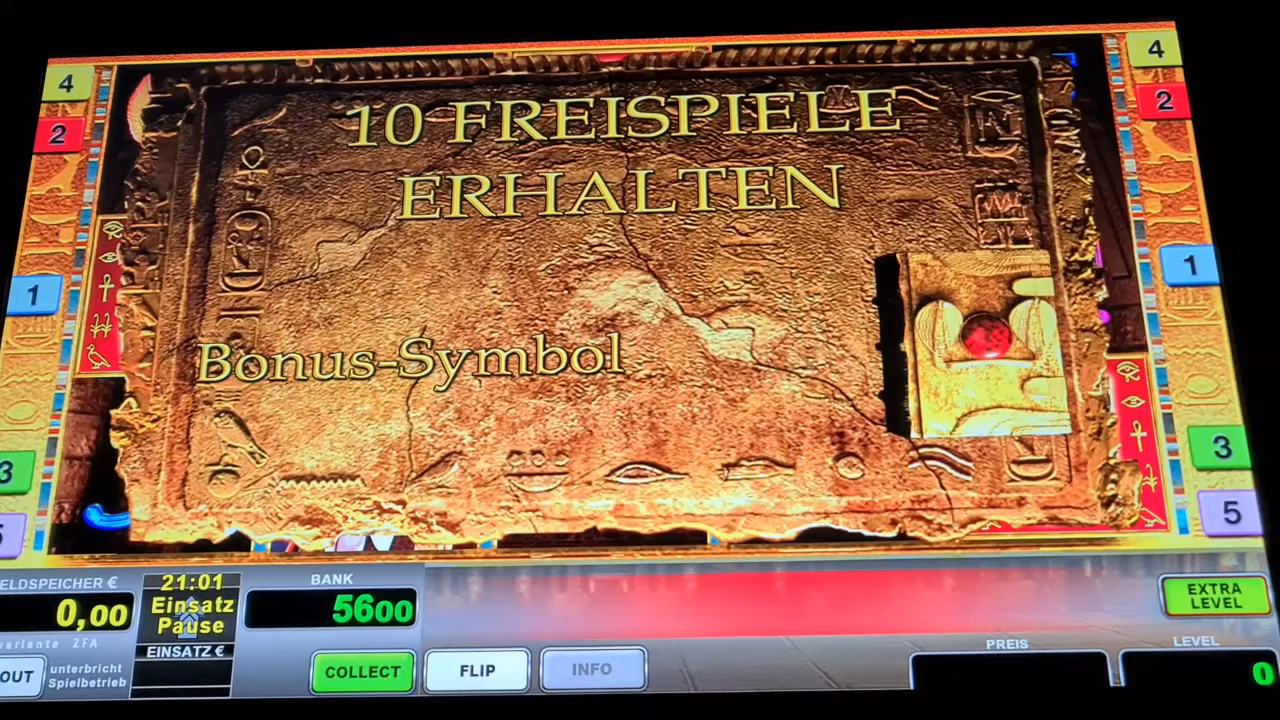 10 FREISPIELE
ERHALTEN
Bonus-Symbol
4
2
1
3
4
2
1
3
5
ELDSPEICHER €
0,00
variante ZFA
OUT
unterbricht
Spielbetrieb
21:01
Einsatz
Pause
EINSATZ €
BANK
5600
COLLECT
FLIP
INFO
EXTRA
LEVEL
PREIS
LEVEL
0